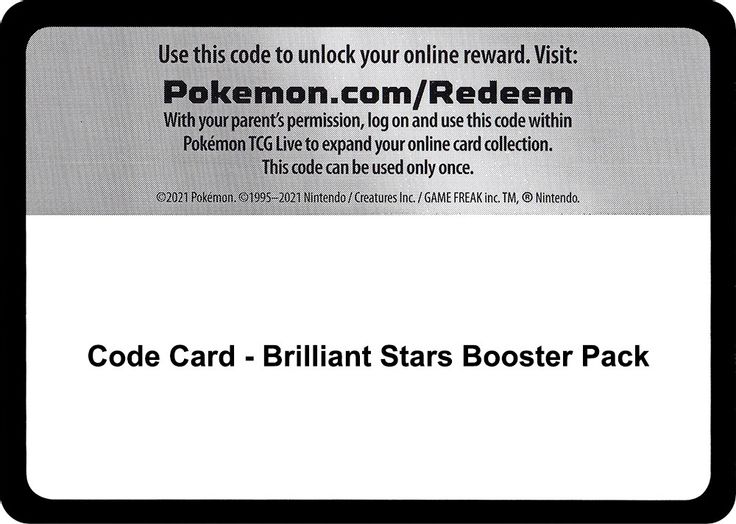 Use this code to unlock your online reward. Visit:
Pokemon.com/Redeem
With your parent's permission, log on and use this code within
Pokémon TCG Live to expand your online card collection.
This code can be used only once.
©2021 Pokémon. ©1995–2021 Nintendo / Creatures Inc. / GAME FREAK inc. TM, ® Nintendo.
Code Card - Brilliant Stars Booster Pack